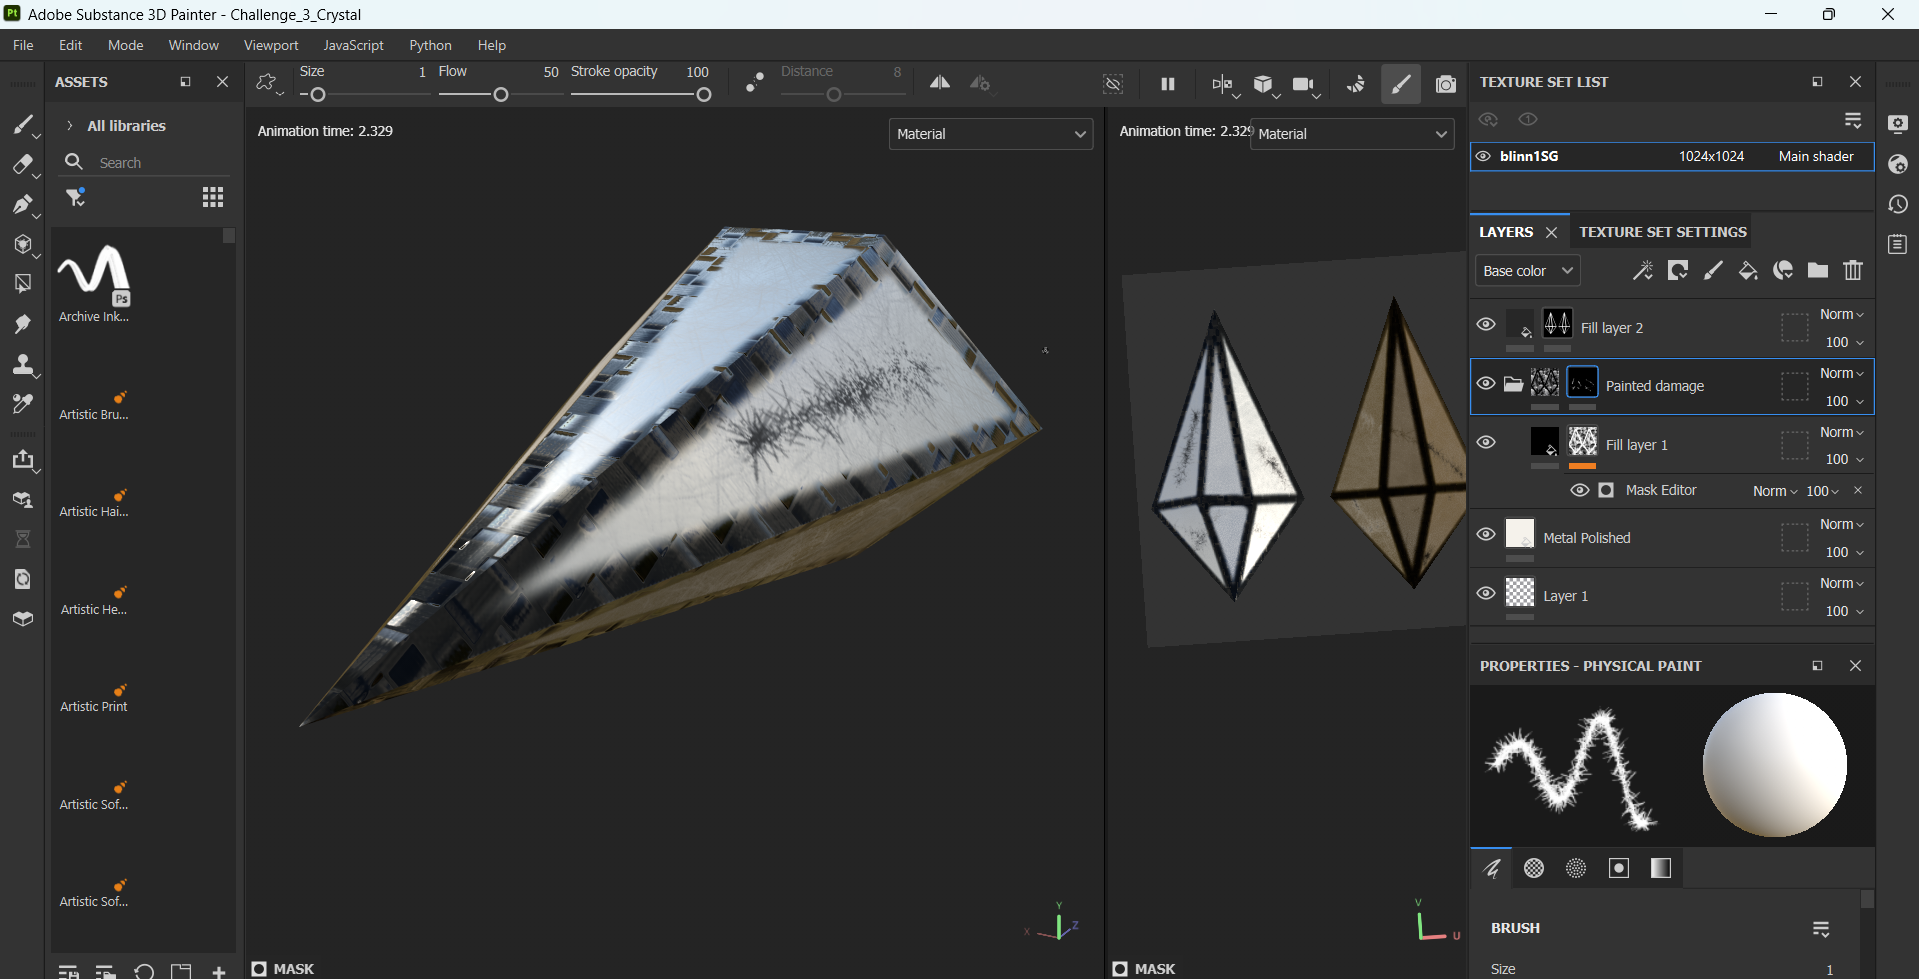 Pt Adobe Substance 3D Painter - Challenge_3_Crystal
File Edit Mode Window Viewport JavaScript Python Help
ASSETS
Size 1 Flow 50 Stroke opacity 100 Distance 8
All libraries
Search
Ps
Archive Ink...
Artistic Bru...
Artistic Hai...
Artistic He...
Artistic Print
Artistic Sof...
Artistic Sof...
Animation time: 2.329
Material
X Y Z
MASK
Animation time: 2.329
Material
V U
MASK
TEXTURE SET LIST
blinn1SG 1024x1024 Main shader
LAYERS TEXTURE SET SETTINGS
Base color
Fill layer 2 Norm
100
Painted damage Norm
100
Fill layer 1 Norm
100
Mask Editor Norm 100
Metal Polished Norm
100
Layer 1 Norm
100
PROPERTIES - PHYSICAL PAINT
BRUSH
Size 1